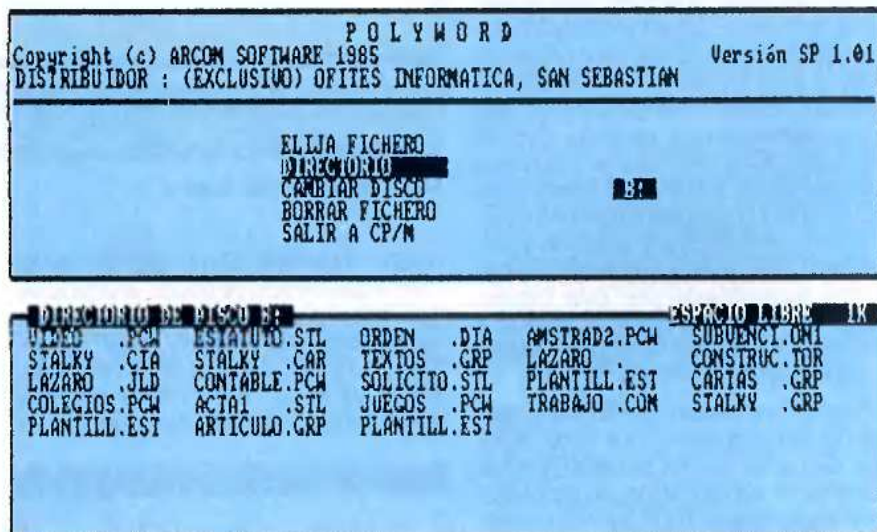 P O L Y W O R D
Copyright (c) ARCOM SOFTWARE 1985 Versión SP 1.01
DISTRIBUIDOR : (EXCLUSIVO) OFITES INFORMATICA, SAN SEBASTIAN
ELIJA FICHERO
DIRECTORIO
CAMBIAR DISCO B:
BORRAR FICHERO
SALIR A CP/M
DIRECTORIO DE DISCO B: ESPACIO LIBRE 1K
VIDEO .PCW ESTATUTO.STL ORDEN .DIA AMSTRAD2.PCW SUBVENCI.OM1
STALKY .CIA STALKY .CAR TEXTOS .GRP LAZARO . CONSTRUC.TOR
LAZARO .JLD CONTABLE.PCW SOLICITO.STL PLANTILL.EST CARTAS .GRP
COLEGIOS.PCW ACTA1 .STL JUEGOS .PCW TRABAJO .COM STALKY .GRP
PLANTILL.EST ARTICULO.GRP PLANTILL.EST